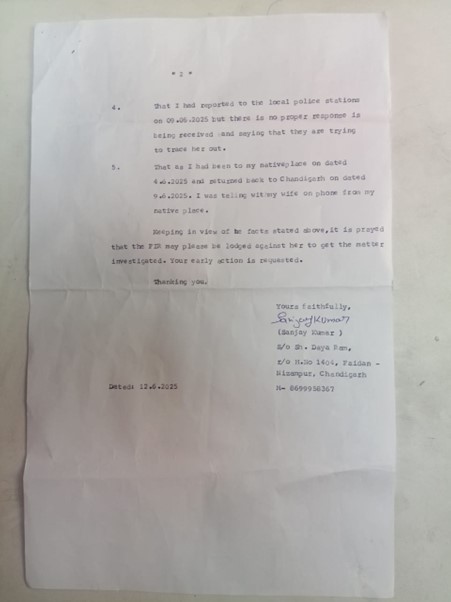 * 2 *
4. That I had reported to the local police stations
on 08.06.2025 but there is no proper response is
being received and saying that they are trying
to trace her out.
5. That as I had been to my nativeplace on dated
4.6.2025 and returned back to Chandigarh on dated
9.6.2025. I was taling witmy wife on phone from my
native place.
Keeping in view of he facts stated above, it is prayed
that the FIR may please be lodged against her to get the matter
investigated. Your early action is requested.
Thanking you,
Yours faithfully,
Sanjay Kumar
(Sanjay Kumar )
S/o Sh. Daya Ram,
r/o H.No 1404, Faidan -
Nizampur, Chandigarh
Dated: 12.6.2025
M- 8699958367